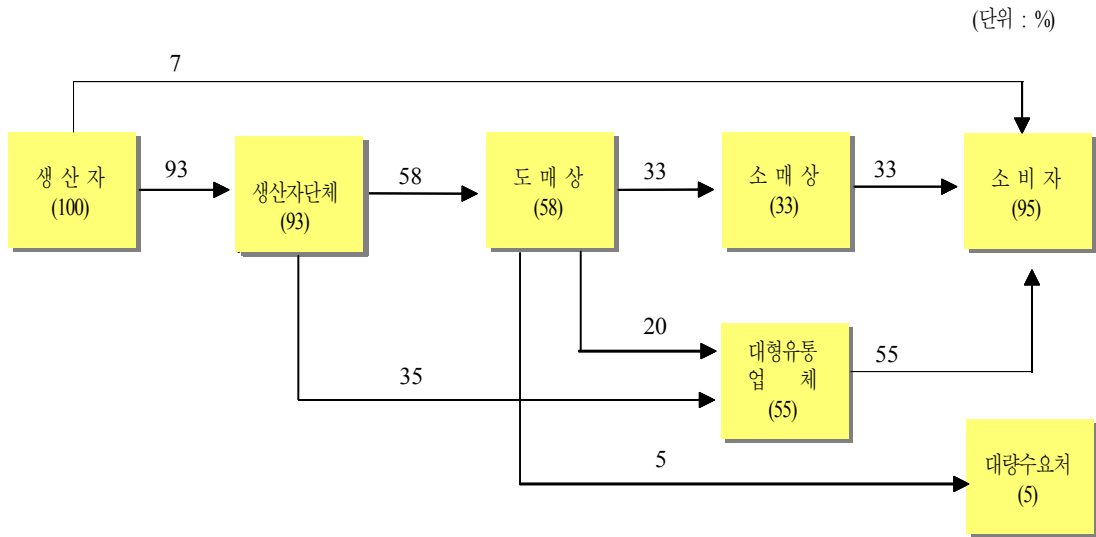 (단위 : %)
7
생 산 자
(100)
93
생산자단체
(93)
58
도 매 상
(58)
33
소 매 상
(33)
33
소 비 자
(95)
20
35
대형유통
업 체
(55)
55
5
대량수요처
(5)